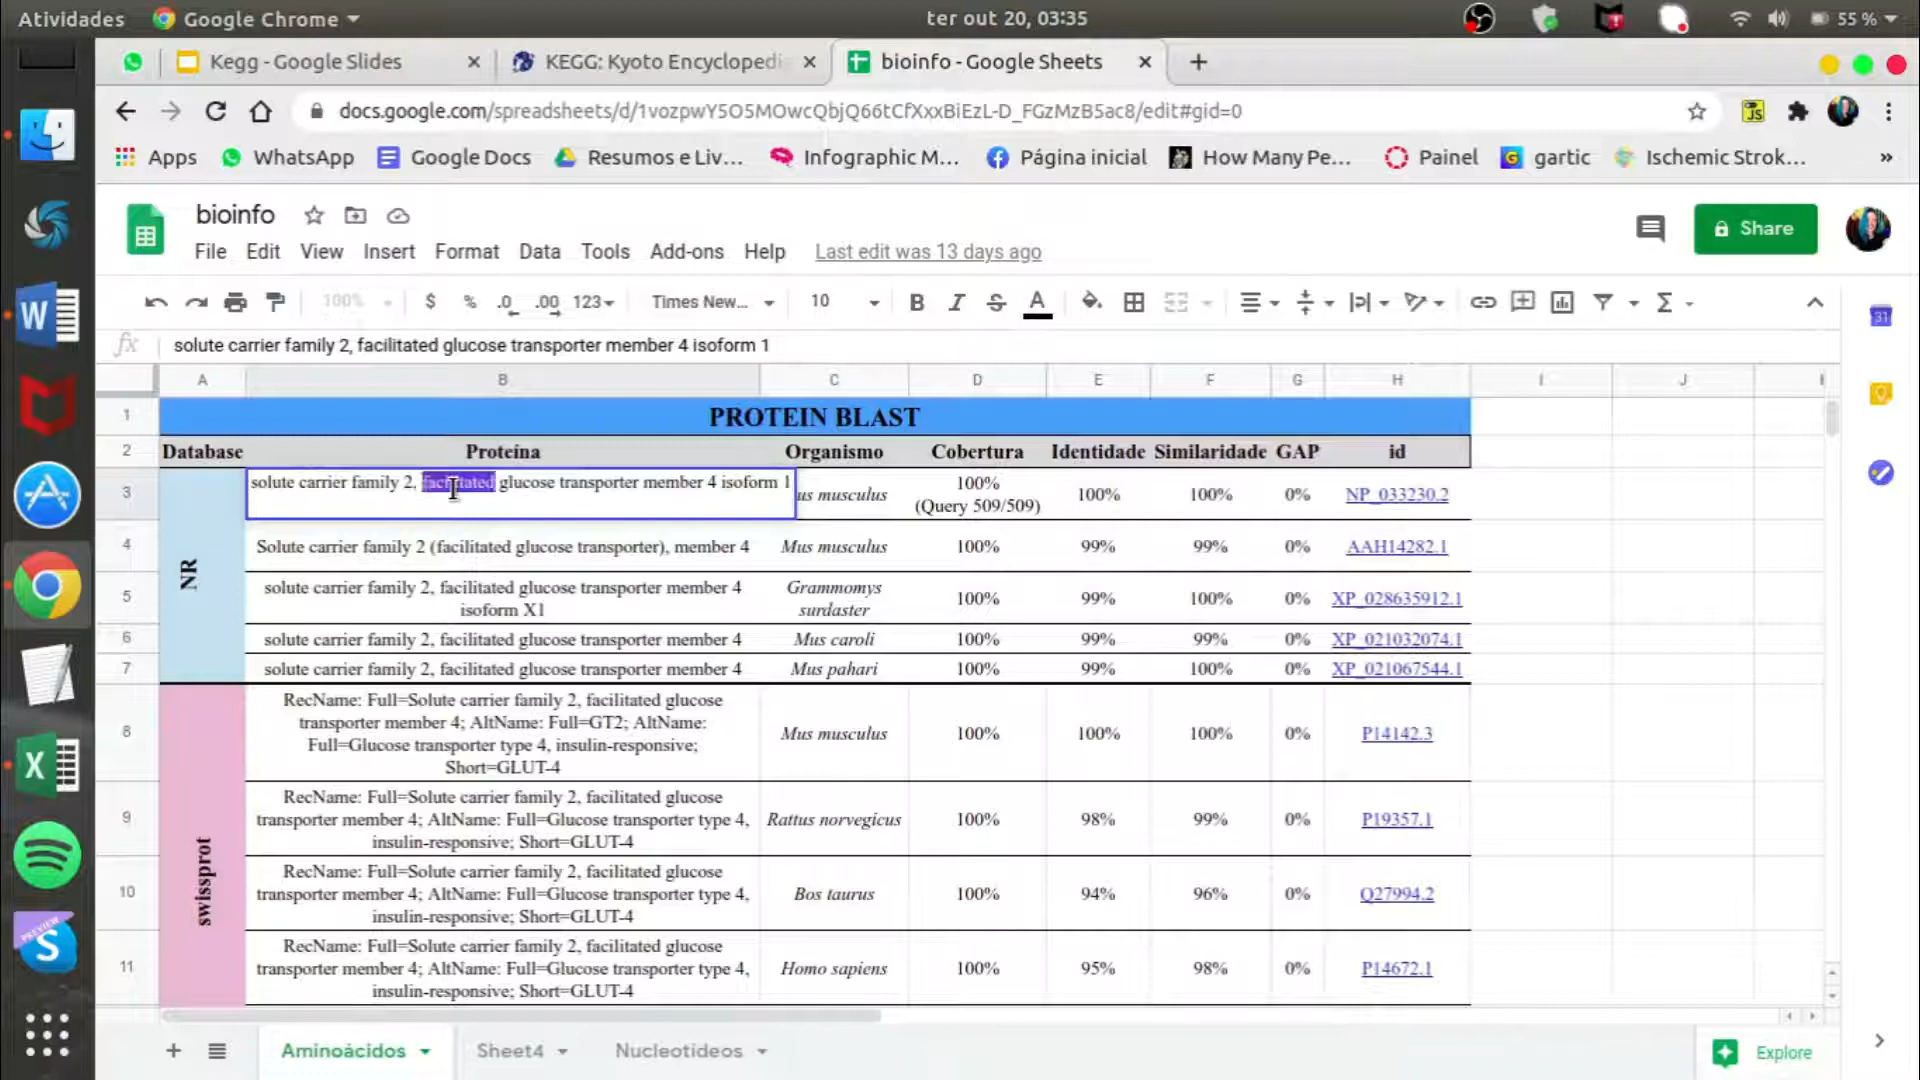 Atividades Google Chrome ter out 20, 03:35 55 %
Kegg - Google Slides KEGG: Kyoto Encyclopedi bioinfo - Google Sheets
docs.google.com/spreadsheets/d/1vozpwY5O5MOwcQbjQ66tCfXxxBiEzL-D_FGzMzB5ac8/edit#gid=0
Apps WhatsApp Google Docs Resumos e Liv... Infographic M... Página inicial How Many Pe... Painel gartic Ischemic Strok... »
bioinfo
Share
File Edit View Insert Format Data Tools Add-ons Help Last edit was 13 days ago
100% $ % .0 .00 123 Times New... 10 B I S A Σ
31
fx solute carrier family 2, facilitated glucose transporter member 4 isoform 1
A B C D E F G H I J
1 PROTEIN BLAST
2 Database Proteína Organismo Cobertura Identidade Similaridade GAP id
3 solute carrier family 2, facilitated glucose transporter member 4 isoform 1 us musculus 100% (Query 509/509) 100% 100% 0% NP_033230.2
NR
4 Solute carrier family 2 (facilitated glucose transporter), member 4 Mus musculus 100% 99% 99% 0% AAH14282.1
5 solute carrier family 2, facilitated glucose transporter member 4 isoform X1 Grammomys surdaster 100% 99% 100% 0% XP_028635912.1
6 solute carrier family 2, facilitated glucose transporter member 4 Mus caroli 100% 99% 99% 0% XP_021032074.1
7 solute carrier family 2, facilitated glucose transporter member 4 Mus pahari 100% 99% 100% 0% XP_021067544.1
swissprot
8 RecName: Full=Solute carrier family 2, facilitated glucose transporter member 4; AltName: Full=GT2; AltName: Full=Glucose transporter type 4, insulin-responsive; Short=GLUT-4 Mus musculus 100% 100% 100% 0% P14142.3
9 RecName: Full=Solute carrier family 2, facilitated glucose transporter member 4; AltName: Full=Glucose transporter type 4, insulin-responsive; Short=GLUT-4 Rattus norvegicus 100% 98% 99% 0% P19357.1
10 RecName: Full=Solute carrier family 2, facilitated glucose transporter member 4; AltName: Full=Glucose transporter type 4, insulin-responsive; Short=GLUT-4 Bos taurus 100% 94% 96% 0% Q27994.2
11 RecName: Full=Solute carrier family 2, facilitated glucose transporter member 4; AltName: Full=Glucose transporter type 4, insulin-responsive; Short=GLUT-4 Homo sapiens 100% 95% 98% 0% P14672.1
Aminoácidos Sheet4 Nucleotídeos Explore